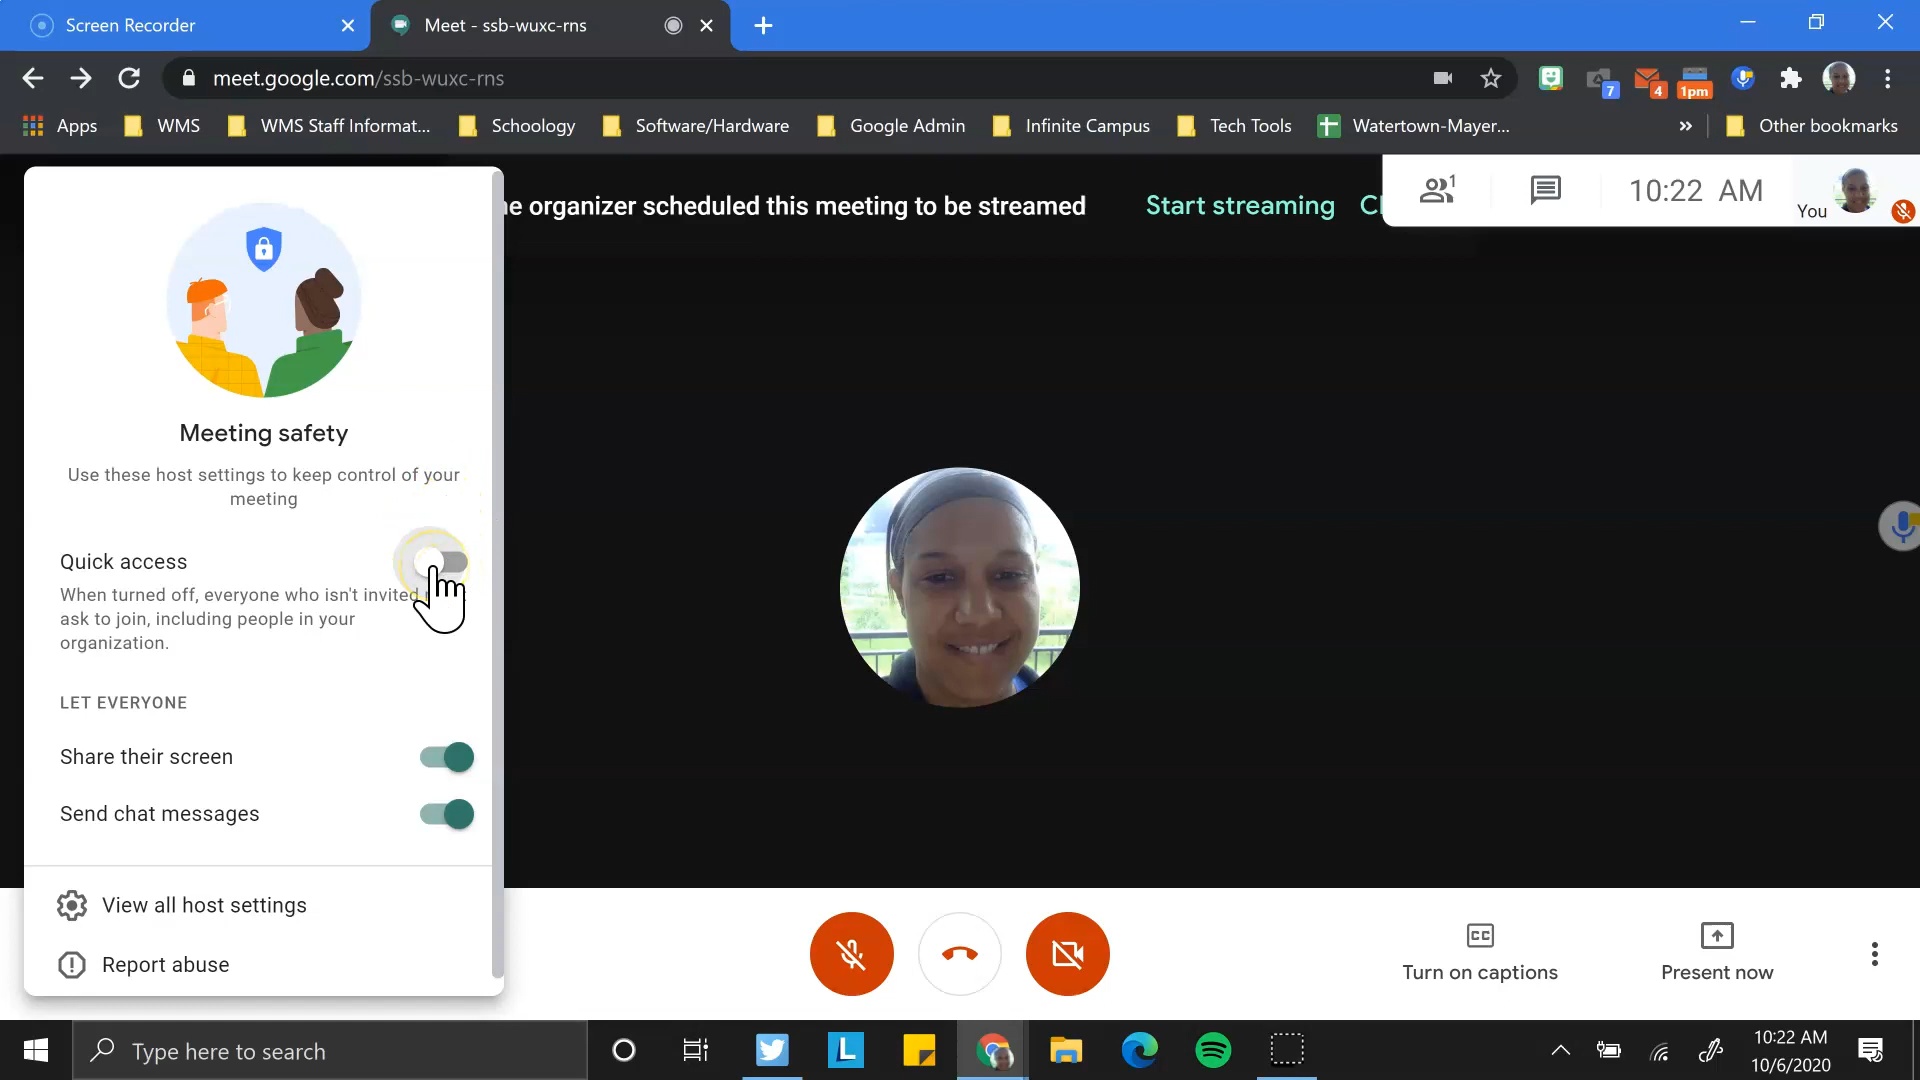 Screen Recorder
Meet - ssb-wuxc-rns
meet.google.com/ssb-wuxc-rns
7
4
1pm
Apps
WMS
WMS Staff Informat...
Schoology
Software/Hardware
Google Admin
Infinite Campus
Tech Tools
Watertown-Mayer...
»
Other bookmarks
organizer scheduled this meeting to be streamed
Start streaming
1
10:22 AM
You
Meeting safety
Use these host settings to keep control of your
meeting
Quick access
When turned off, everyone who isn't invited
ask to join, including people in your
organization.
LET EVERYONE
Share their screen
Send chat messages
View all host settings
Report abuse
CC
Turn on captions
Present now
Type here to search
L
10:22 AM
10/6/2020